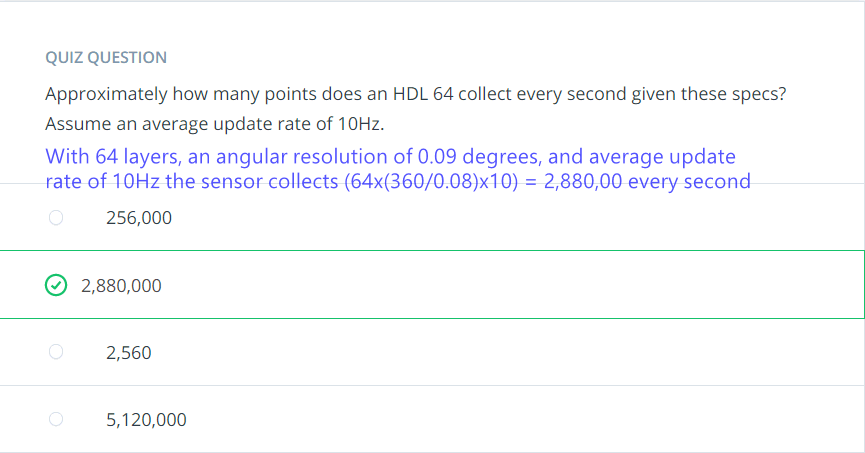 QUIZ QUESTION
Approximately how many points does an HDL 64 collect every second given these specs?
Assume an average update rate of 10Hz.
With 64 layers, an angular resolution of 0.09 degrees, and average update
rate of 10Hz the sensor collects (64x(360/0.08)x10) = 2,880,00 every second
256,000
2,880,000
2,560
5,120,000